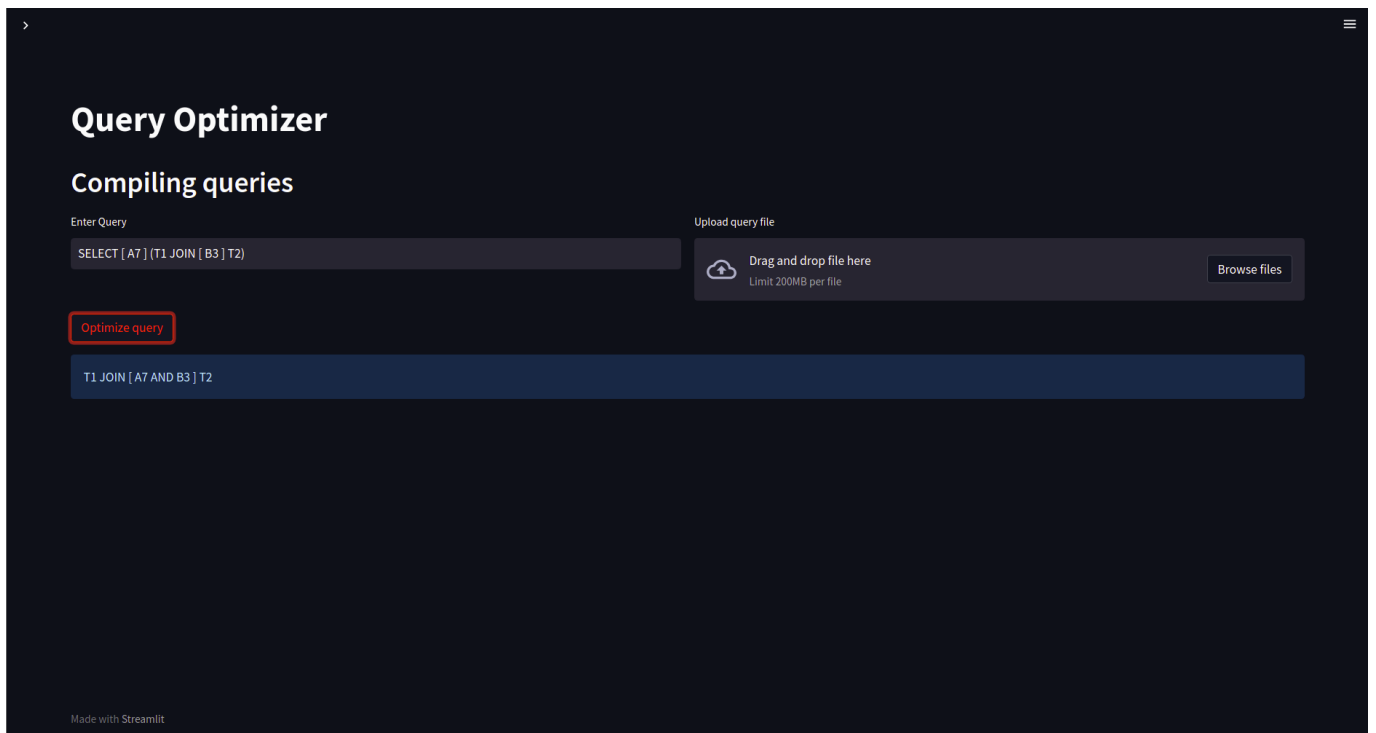 Query Optimizer
Compiling queries
Enter Query
SELECT [ A7 ] (T1 JOIN [ B3 ] T2)
Upload query file
Drag and drop file here
Limit 200MB per file
Browse files
Optimize query
T1 JOIN [ A7 AND B3 ] T2
Made with Streamlit